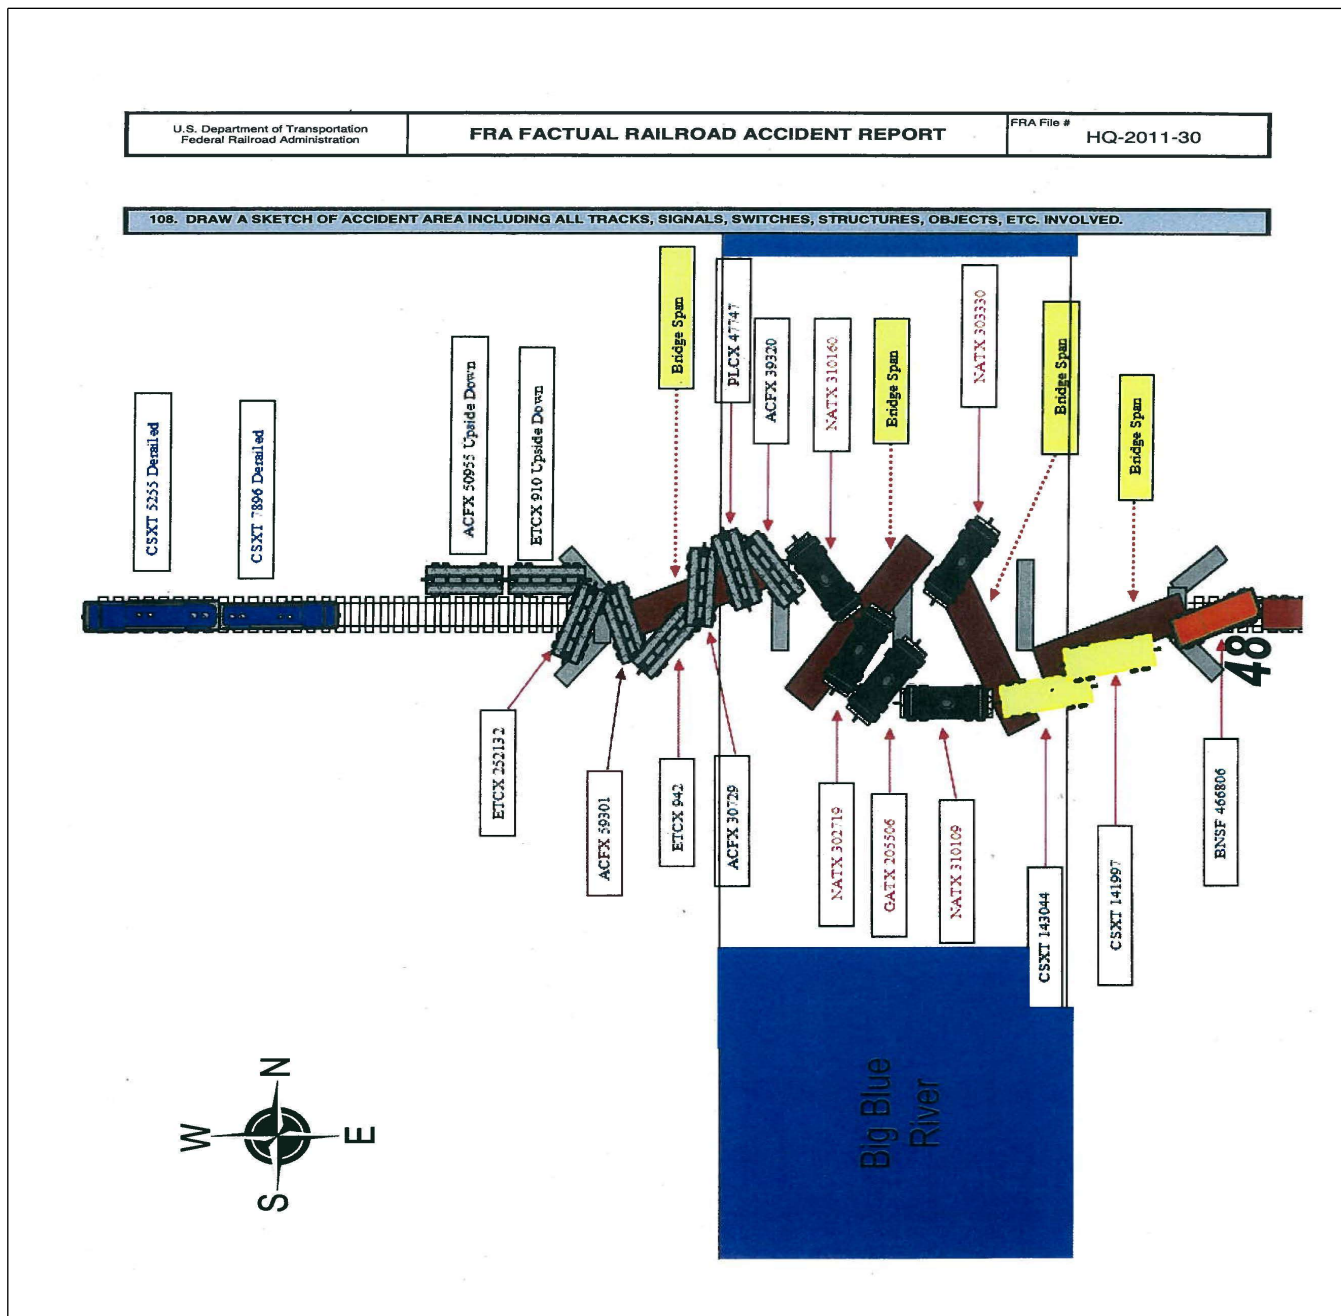 U.S. Department of Transportation
Federal Railroad Administration
FRA FACTUAL RAILROAD ACCIDENT REPORT
FRA File #
HQ-2011-30
108. DRAW A SKETCH OF ACCIDENT AREA INCLUDING ALL TRACKS, SIGNALS, SWITCHES, STRUCTURES, OBJECTS, ETC. INVOLVED.
CSXT 5255 Derailed
CSXT 7896 Derailed
ACFX 50955 Upside Down
ETCX 910 Upside Down
Bridge Span
PLCX 47747
ACFX 39320
NATX 310160
Bridge Span
NATX 303330
Bridge Span
Bridge Span
48
ETCX 252132
ACFX 59301
ETCX 942
ACFX 30729
NATX 302719
GATX 205506
NATX 310109
CSXT 143044
CSXT 141997
BNSF 466806
Big Blue
River
N
W
E
S